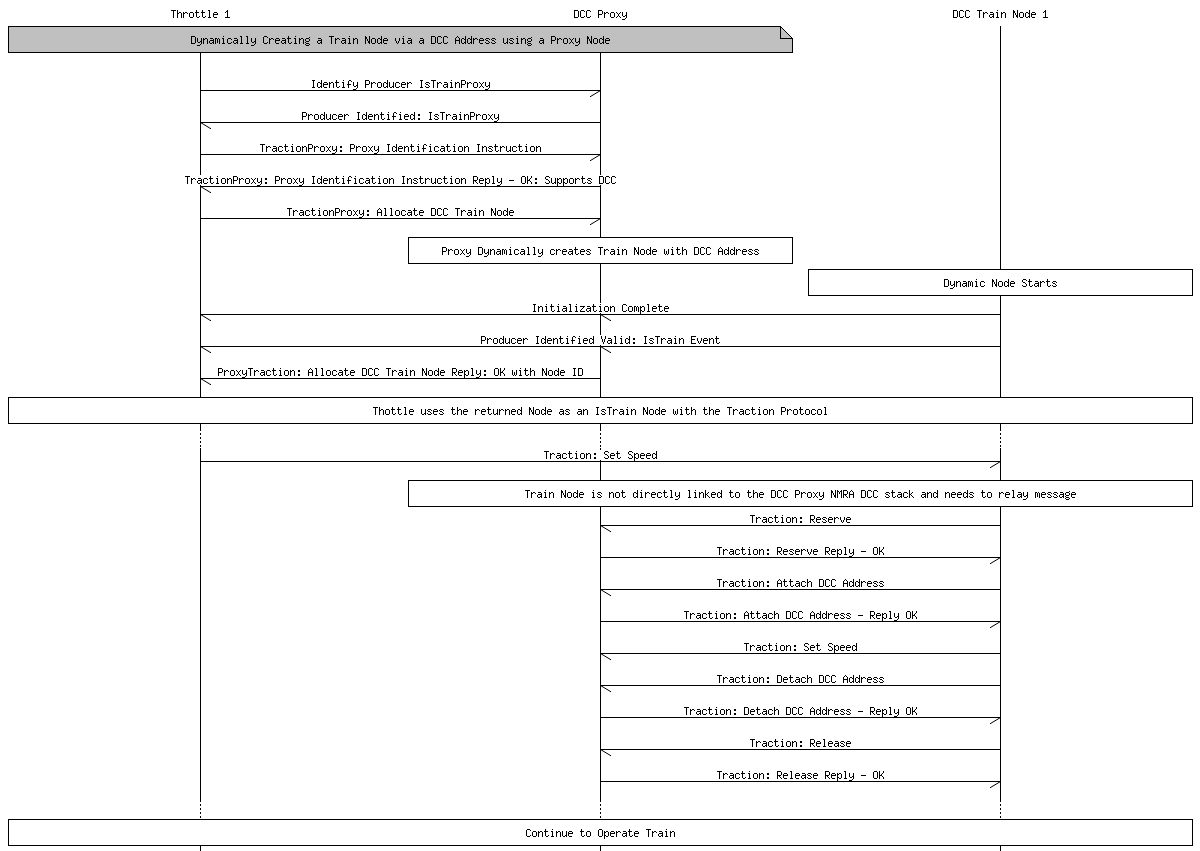 Throttle 1
DCC Proxy
DCC Train Node 1
Dynamically Creating a Train Node via a DCC Address using a Proxy Node
Identify Producer IsTrainProxy
Producer Identified: IsTrainProxy
TractionProxy: Proxy Identification Instruction
TractionProxy: Proxy Identification Instruction Reply - OK: Supports DCC
TractionProxy: Allocate DCC Train Node
Proxy Dynamically creates Train Node with DCC Address
Dynamic Node Starts
Initialization Complete
Producer Identified Valid: IsTrain Event
ProxyTraction: Allocate DCC Train Node Reply: OK with Node ID
Thottle uses the returned Node as an IsTrain Node with the Traction Protocol
Traction: Set Speed
Train Node is not directly linked to the DCC Proxy NMRA DCC stack and needs to relay message
Traction: Reserve
Traction: Reserve Reply - OK
Traction: Attach DCC Address
Traction: Attach DCC Address - Reply OK
Traction: Set Speed
Traction: Detach DCC Address
Traction: Detach DCC Address - Reply OK
Traction: Release
Traction: Release Reply - OK
Continue to Operate Train